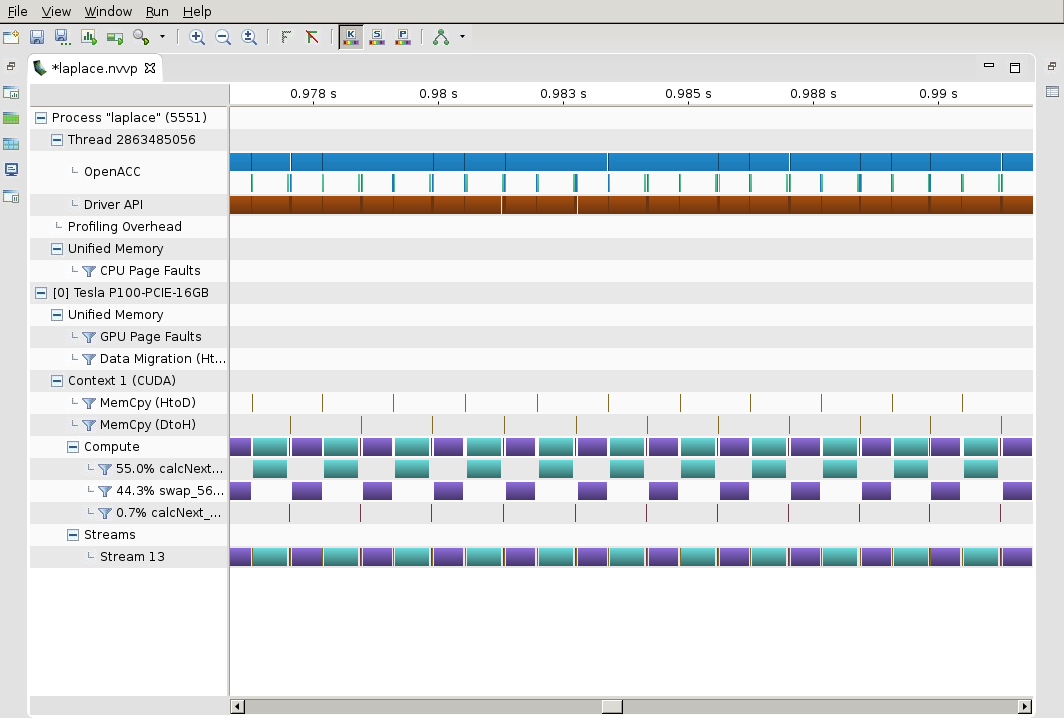 File View Window Run Help
K S P
*laplace.nvvp
0.978 s 0.98 s 0.983 s 0.985 s 0.988 s 0.99 s
Process "laplace" (5551)
Thread 2863485056
OpenACC
Driver API
Profiling Overhead
Unified Memory
CPU Page Faults
[0] Tesla P100-PCIE-16GB
Unified Memory
GPU Page Faults
Data Migration (Ht...
Context 1 (CUDA)
MemCpy (HtoD)
MemCpy (DtoH)
Compute
55.0% calcNext...
44.3% swap_56...
0.7% calcNext_...
Streams
Stream 13